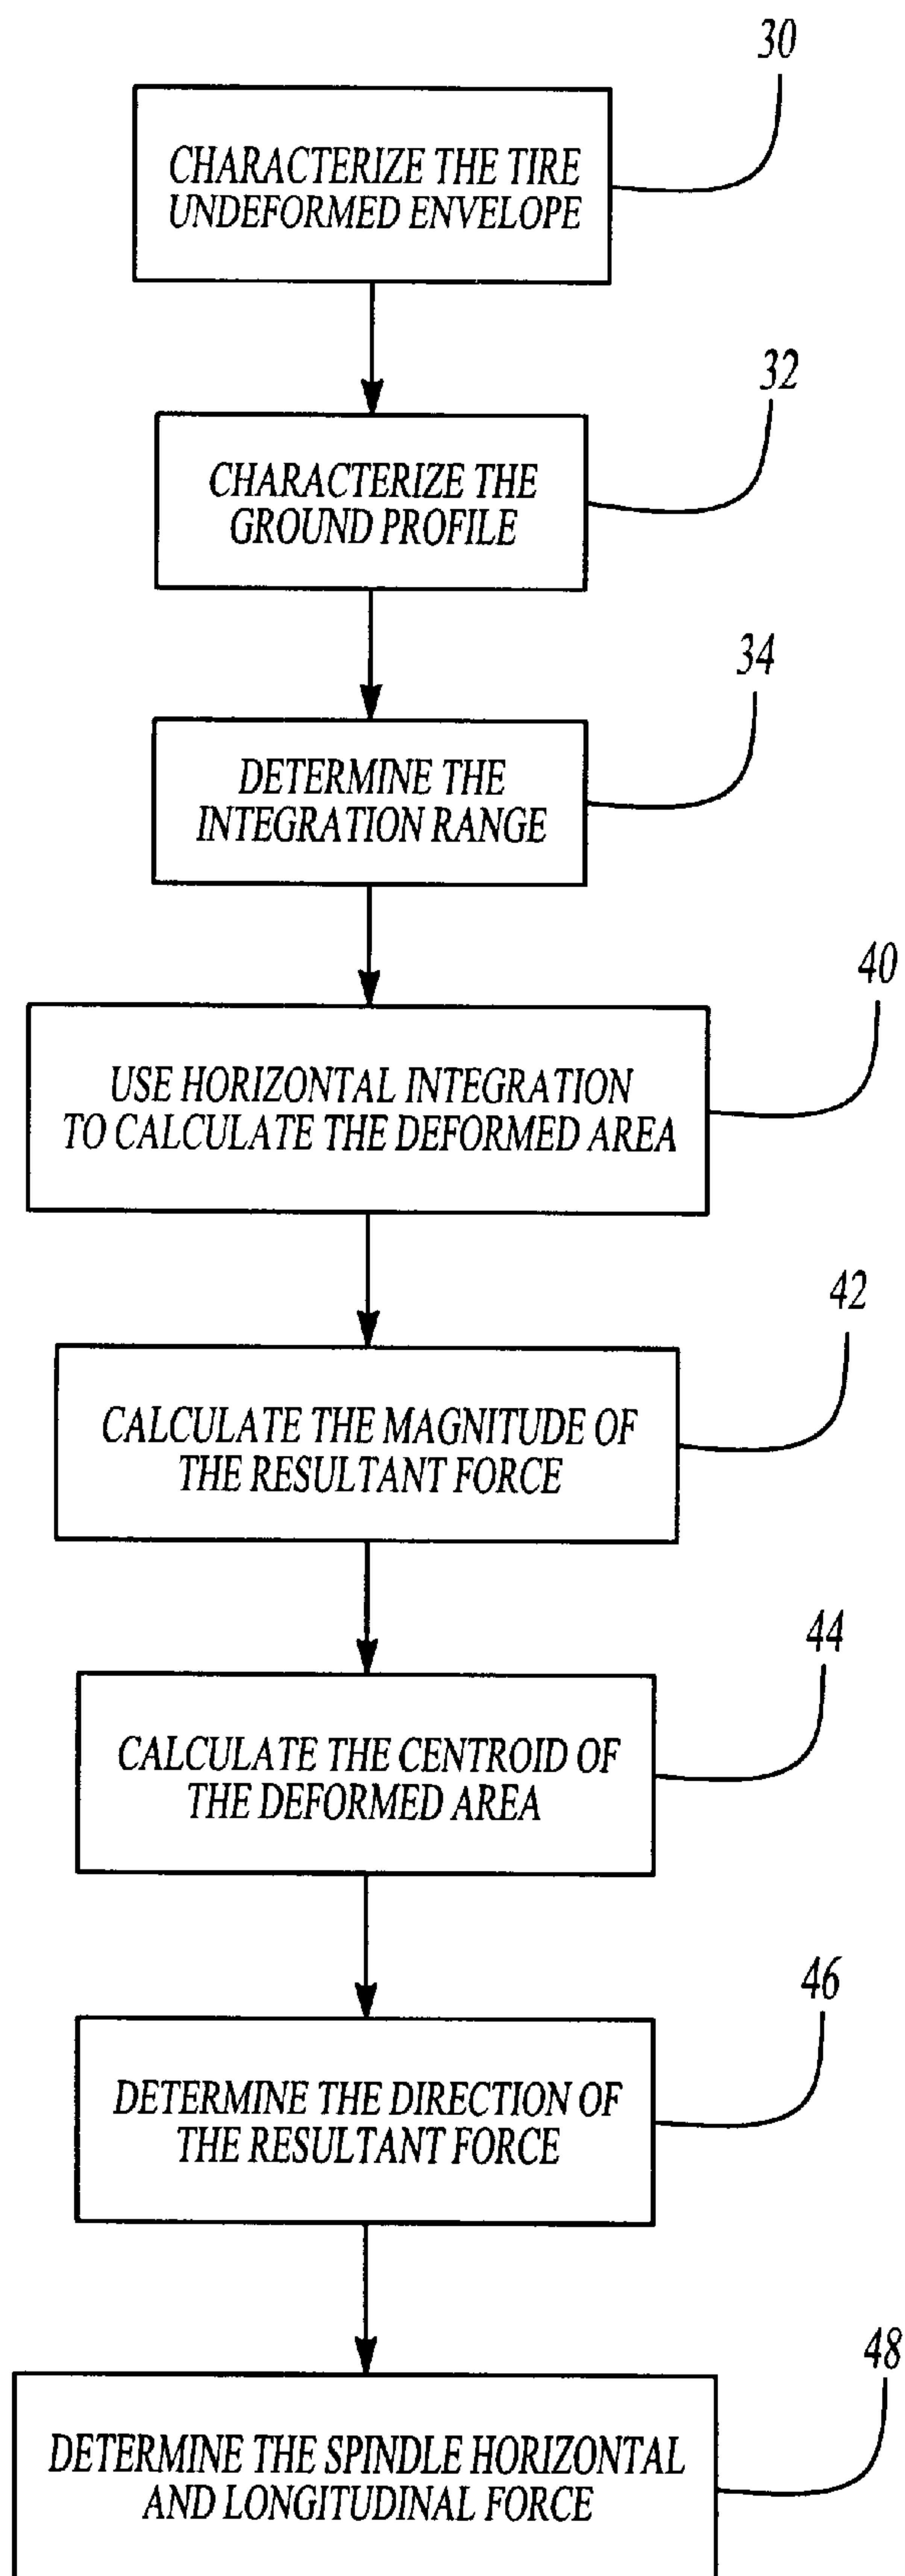 30
CHARACTERIZE THE TIRE
UNDEFORMED ENVELOPE
32
CHARACTERIZE THE
GROUND PROFILE
34
DETERMINE THE
INTEGRATION RANGE
40
USE HORIZONTAL INTEGRATION
TO CALCULATE THE DEFORMED AREA
42
CALCULATE THE MAGNITUDE OF
THE RESULTANT FORCE
44
CALCULATE THE CENTROID OF
THE DEFORMED AREA
46
DETERMINE THE DIRECTION OF
THE RESULTANT FORCE
48
DETERMINE THE SPINDLE HORIZONTAL
AND LONGITUDINAL FORCE